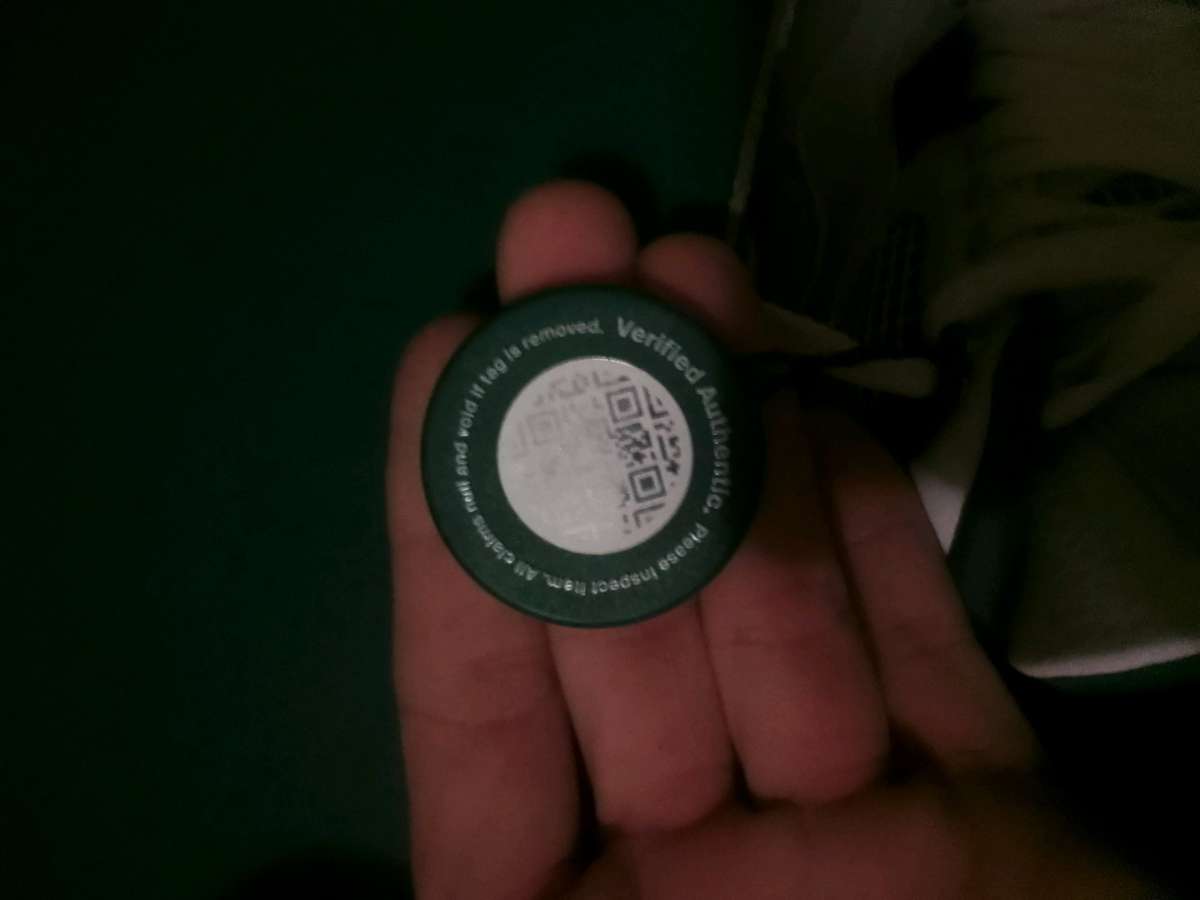 Verified Authentic. Please inspect item. All claims null and void if tag is removed.